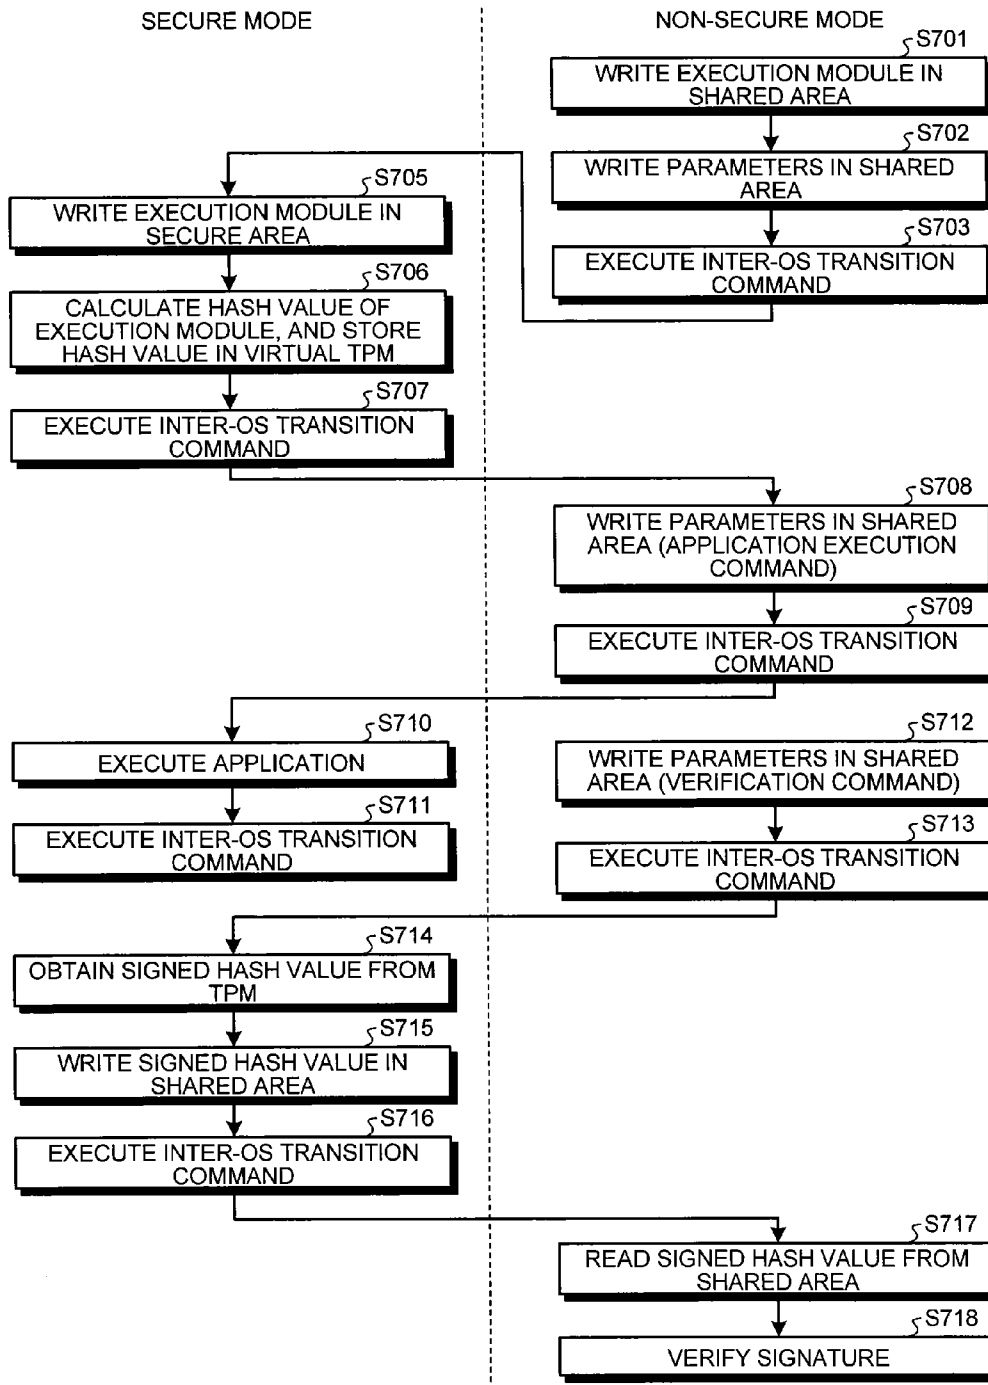 SECURE MODE
NON-SECURE MODE
S701
WRITE EXECUTION MODULE IN
SHARED AREA
S702
WRITE PARAMETERS IN SHARED
AREA
S703
EXECUTE INTER-OS TRANSITION
COMMAND
S705
WRITE EXECUTION MODULE IN
SECURE AREA
S706
CALCULATE HASH VALUE OF
EXECUTION MODULE, AND STORE
HASH VALUE IN VIRTUAL TPM
S707
EXECUTE INTER-OS TRANSITION
COMMAND
S708
WRITE PARAMETERS IN SHARED
AREA (APPLICATION EXECUTION
COMMAND)
S709
EXECUTE INTER-OS TRANSITION
COMMAND
S710
EXECUTE APPLICATION
S711
EXECUTE INTER-OS TRANSITION
COMMAND
S712
WRITE PARAMETERS IN SHARED
AREA (VERIFICATION COMMAND)
S713
EXECUTE INTER-OS TRANSITION
COMMAND
S714
OBTAIN SIGNED HASH VALUE FROM
TPM
S715
WRITE SIGNED HASH VALUE IN
SHARED AREA
S716
EXECUTE INTER-OS TRANSITION
COMMAND
S717
READ SIGNED HASH VALUE FROM
SHARED AREA
S718
VERIFY SIGNATURE